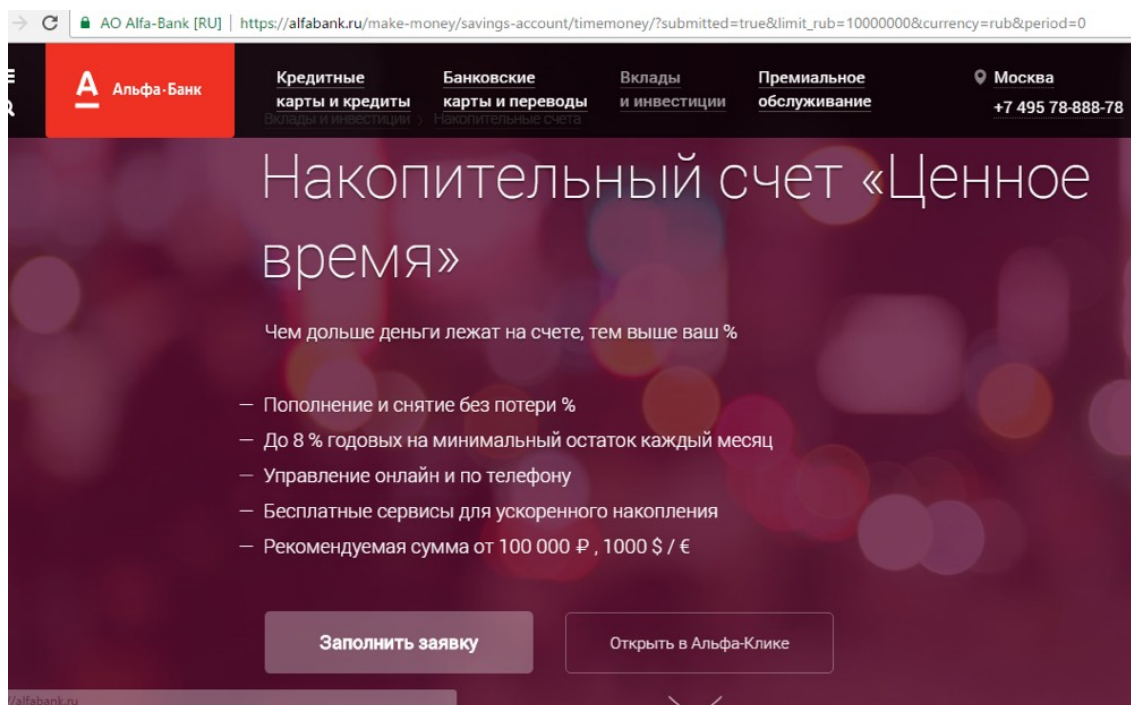 AO Alfa-Bank [RU] | https://alfabank.ru/make-money/savings-account/timemoney/?submitted=true&limit_rub=10000000&currency=rub&period=0
Альфа·Банк
Кредитные
карты и кредиты
Банковские
карты и переводы
Вклады
и инвестиции
Премиальное
обслуживание
Москва
+7 495 78-888-78
Вклады и инвестиции › Накопительные счета
Накопительный счет «Ценное
время»
Чем дольше деньги лежат на счете, тем выше ваш %
— Пополнение и снятие без потери %
— До 8 % годовых на минимальный остаток каждый месяц
— Управление онлайн и по телефону
— Бесплатные сервисы для ускоренного накопления
— Рекомендуемая сумма от 100 000 ₽ , 1000 $ / €
Заполнить заявку
Открыть в Альфа-Клике
//alfabank.ru